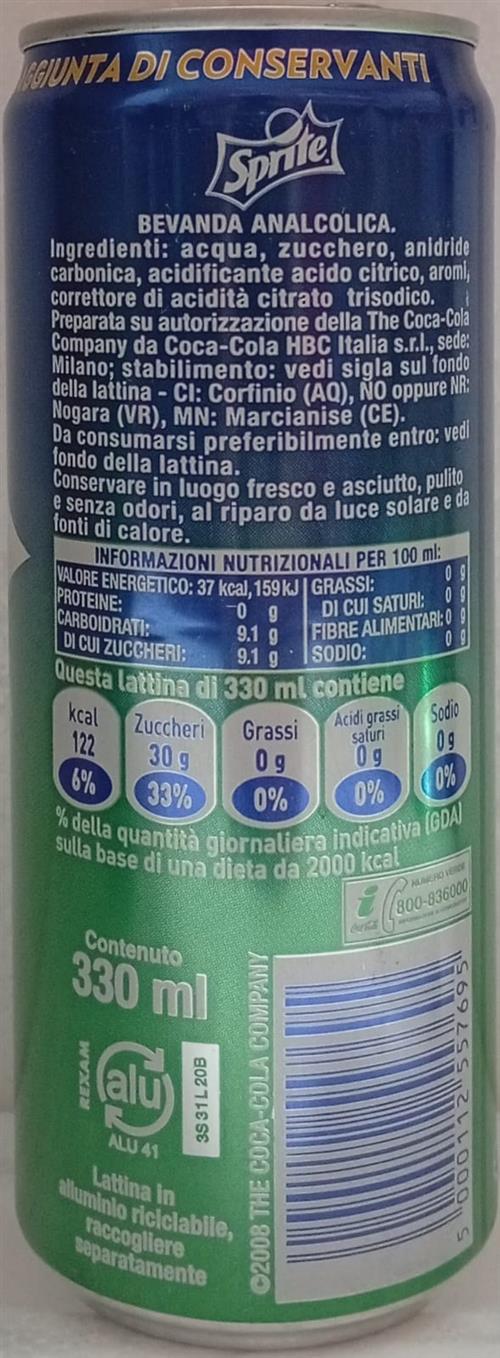 AGGIUNTA DI CONSERVANTI
Sprite
BEVANDA ANALCOLICA.
Ingredienti: acqua, zucchero, anidride
carbonica, acidificante acido citrico, aromi,
correttore di acidità citrato trisodico.
Preparata su autorizzazione della The Coca-Cola
Company da Coca-Cola HBC Italia s.r.l., sede:
Milano; stabilimento: vedi sigla sul fondo
della lattina - CI: Corfinio (AQ), NO oppure NR:
Nogara (VR), MN: Marcianise (CE).
Da consumarsi preferibilmente entro: vedi
fondo della lattina.
Conservare in luogo fresco e asciutto, pulito
e senza odori, al riparo da luce solare e da
fonti di calore.
INFORMAZIONI NUTRIZIONALI PER 100 ml:
VALORE ENERGETICO: 37 kcal, 159 kJ
PROTEINE: 0 g
CARBOIDRATI: 9.1 g
DI CUI ZUCCHERI: 9.1 g
GRASSI: 0 g
DI CUI SATURI: 0 g
FIBRE ALIMENTARI: 0 g
SODIO: 0 g
Questa lattina di 330 ml contiene
kcal
122
6%
Zuccheri
30 g
33%
Grassi
0 g
0%
Acidi grassi
saturi
0 g
0%
Sodio
0 g
0%
% della quantità giornaliera indicativa (GDA)
sulla base di una dieta da 2000 kcal
i
Coca-Cola
NUMERO VERDE
800-836000
Contenuto
330 ml
REXAM
alu
ALU 41
3S 31 L 20B
Lattina in
alluminio riciclabile,
raccogliere
separatamente
©2008 THE COCA-COLA COMPANY
5 000112 557695